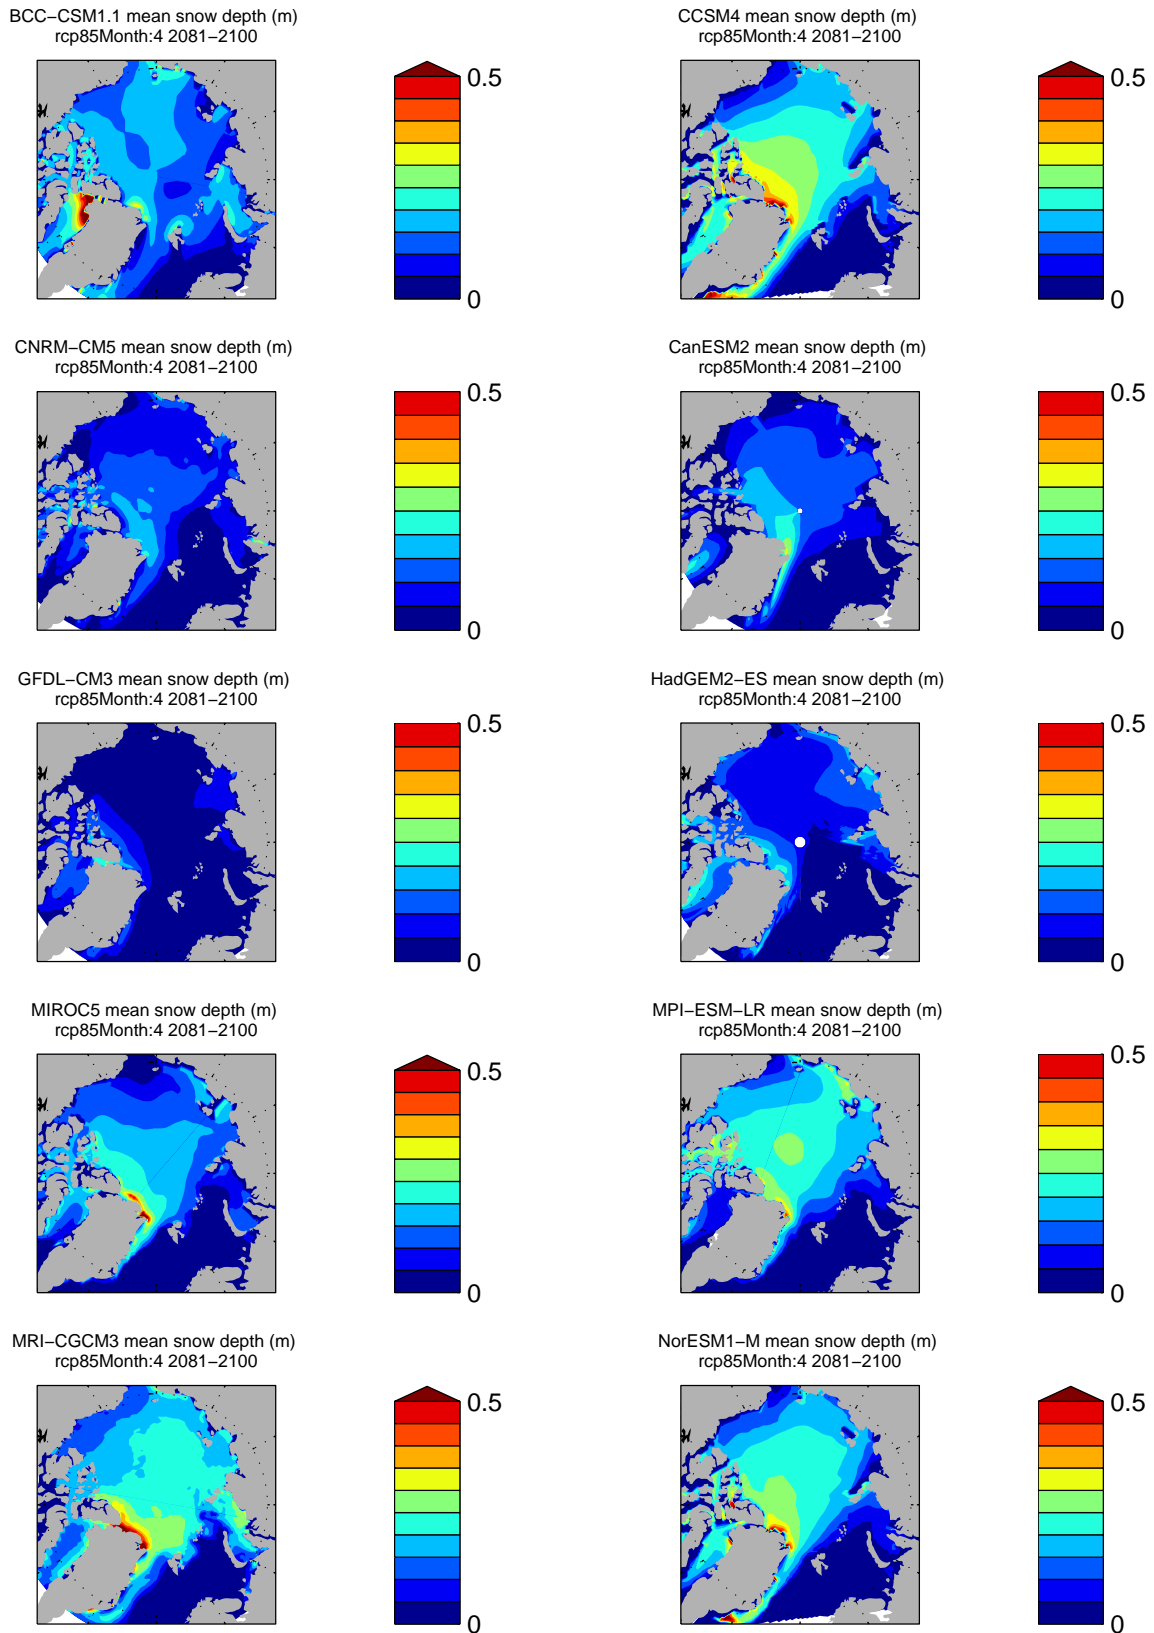 BCC−CSM1.1 mean snow depth (m)
rcp85Month:4 2081−2100
0.5
0
CCSM4 mean snow depth (m)
rcp85Month:4 2081−2100
0.5
0
CNRM−CM5 mean snow depth (m)
rcp85Month:4 2081−2100
0.5
0
CanESM2 mean snow depth (m)
rcp85Month:4 2081−2100
0.5
0
GFDL−CM3 mean snow depth (m)
rcp85Month:4 2081−2100
0.5
0
HadGEM2−ES mean snow depth (m)
rcp85Month:4 2081−2100
0.5
0
MIROC5 mean snow depth (m)
rcp85Month:4 2081−2100
0.5
0
MPI−ESM−LR mean snow depth (m)
rcp85Month:4 2081−2100
0.5
0
MRI−CGCM3 mean snow depth (m)
rcp85Month:4 2081−2100
0.5
0
NorESM1−M mean snow depth (m)
rcp85Month:4 2081−2100
0.5
0